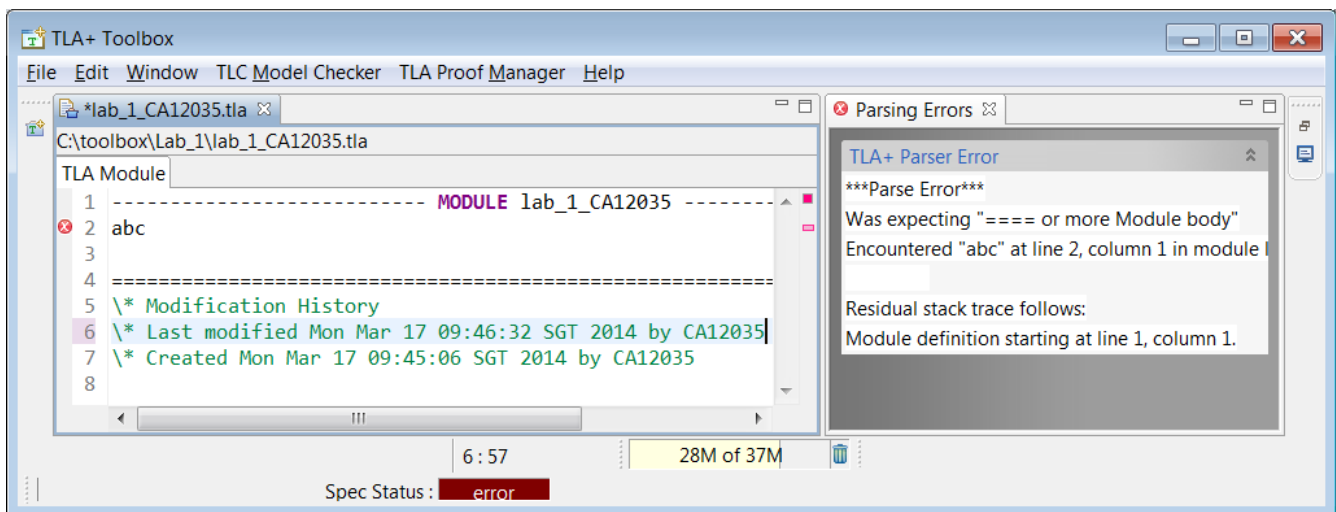 TLA+ Toolbox
File Edit Window TLC Model Checker TLA Proof Manager Help
*lab_1_CA12035.tla
C:\toolbox\Lab_1\lab_1_CA12035.tla
TLA Module
1 --------------------------- MODULE lab_1_CA12035 --------
2 abc
3
4 =========================================================
5 \* Modification History
6 \* Last modified Mon Mar 17 09:46:32 SGT 2014 by CA12035
7 \* Created Mon Mar 17 09:45:06 SGT 2014 by CA12035
8
Parsing Errors
TLA+ Parser Error
***Parse Error***
Was expecting "==== or more Module body"
Encountered "abc" at line 2, column 1 in module
Residual stack trace follows:
Module definition starting at line 1, column 1.
6 : 57
28M of 37M
Spec Status : error